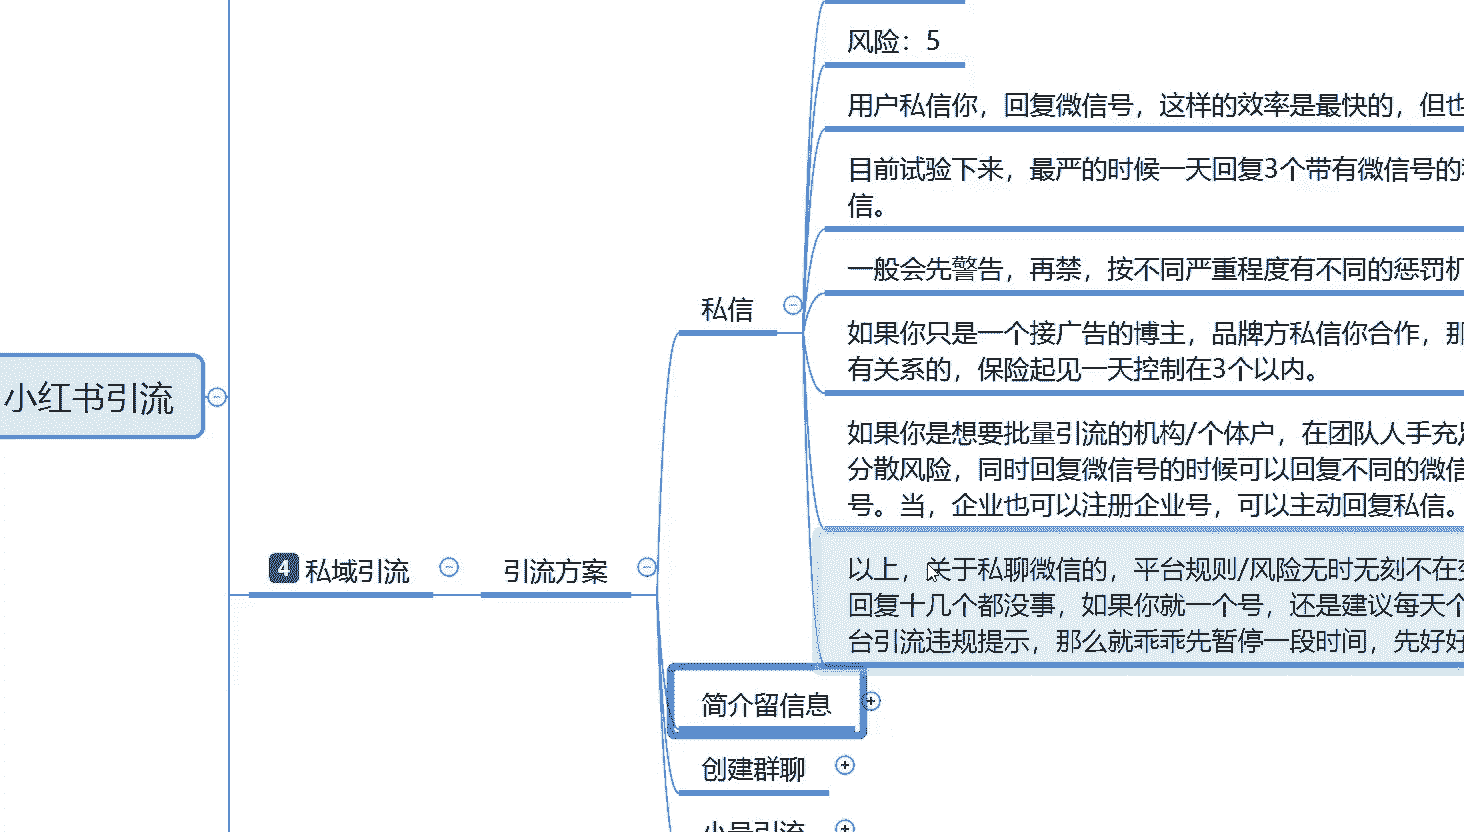 风险：5
用户私信你，回复微信号，这样的效率是最快的，但也
目前试验下来，最严的时候一天回复3个带有微信号的
信。
一般会先警告，再禁，按不同严重程度有不同的惩罚机
私信
如果你只是一个接广告的博主，品牌方私信你合作，那
有关系的，保险起见一天控制在3个以内。
小红书引流
如果你是想要批量引流的机构/个体户，在团队人手充足
分散风险，同时回复微信号的时候可以回复不同的微信
号。当，企业也可以注册企业号，可以主动回复私信。
4 私域引流
引流方案
以上，关于私聊微信的，平台规则/风险无时无刻不在变
回复十几个都没事，如果你就一个号，还是建议每天个
台引流违规提示，那么就乖乖先暂停一段时间，先好好
简介留信息
创建群聊
小号引流